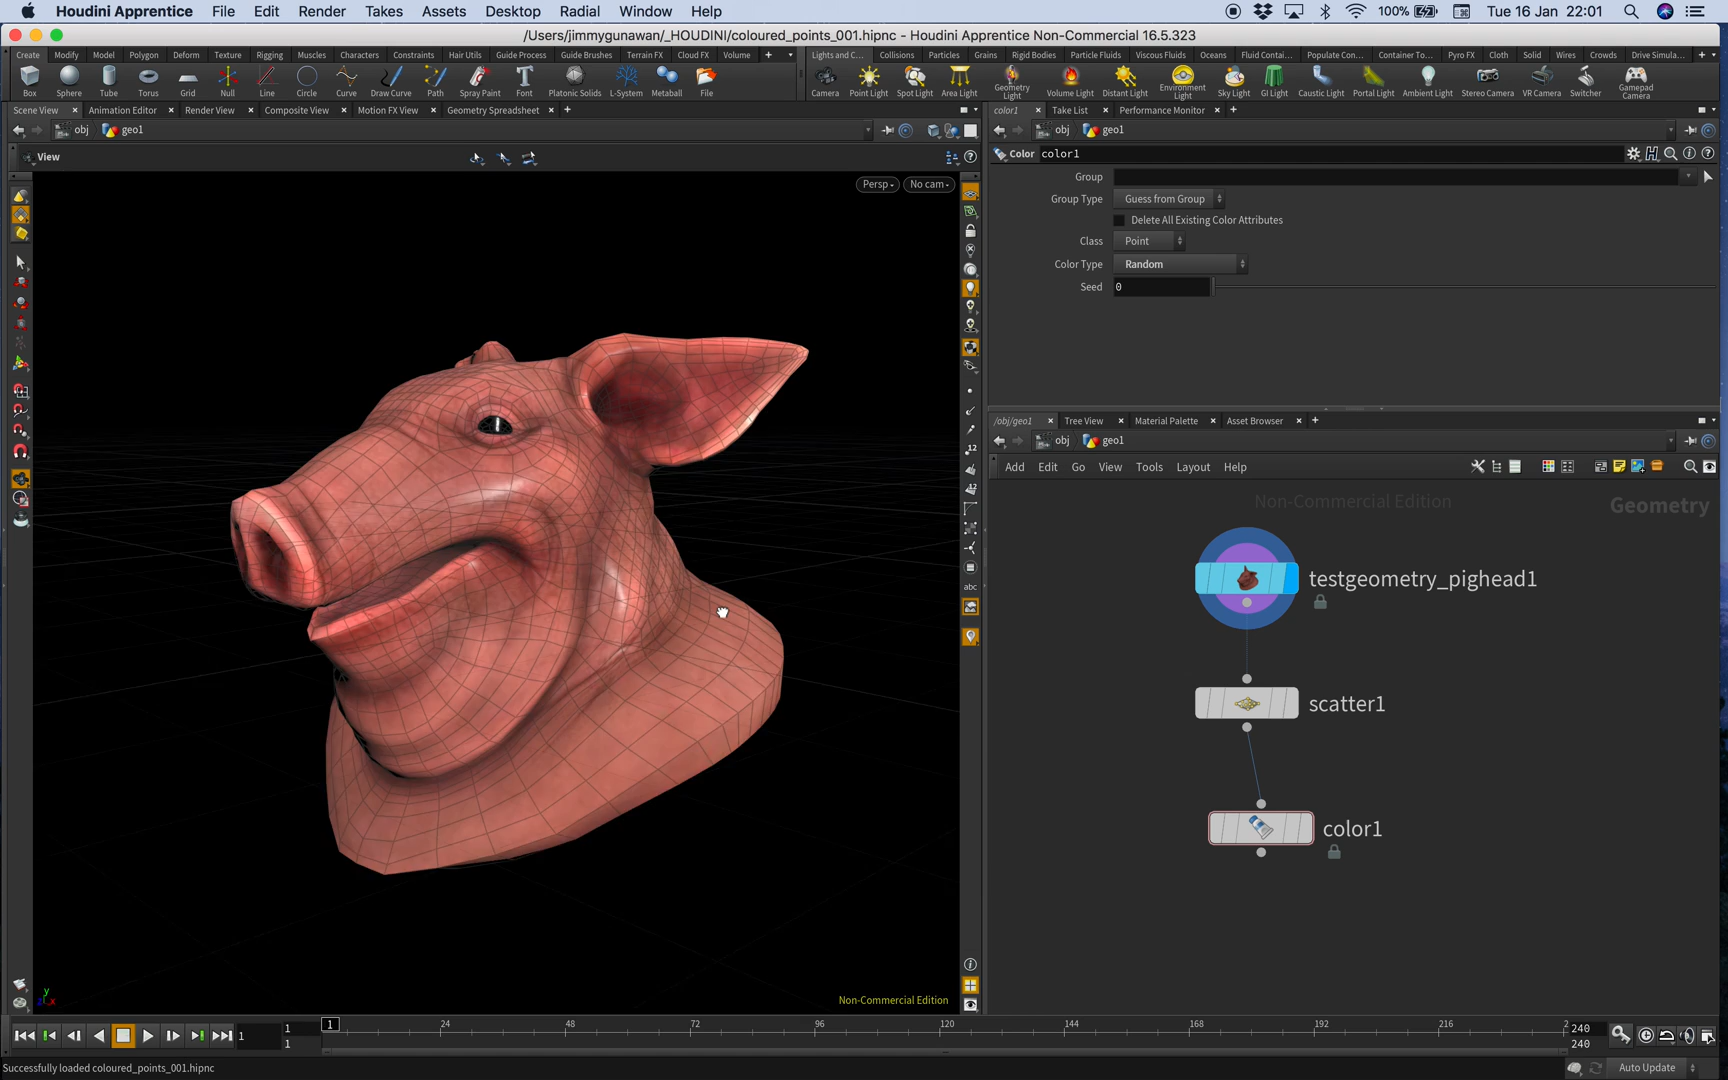 Houdini Apprentice File Edit Render Takes Assets Desktop Radial Window Help 100% Tue 16 Jan 22:01
/Users/jimmygunawan/_HOUDINI/coloured_points_001.hipnc - Houdini Apprentice Non-Commercial 16.5.323
Create Modify Model Polygon Deform Texture Rigging Muscles Characters Constraints Hair Utils Guide Process Guide Brushes Terrain FX Cloud FX Volume
Lights and C... Collisions Particles Grains Rigid Bodies Particle Fluids Viscous Fluids Oceans Fluid Contai... Populate Con... Container To... Pyro FX Cloth Solid Wires Crowds Drive Simula...
Box Sphere Tube Torus Grid Null Line Circle Curve Draw Curve Path Spray Paint Font Platonic Solids L-System Metaball File
Camera Point Light Spot Light Area Light Geometry Light Volume Light Distant Light Environment Light Sky Light GI Light Caustic Light Portal Light Ambient Light Stereo Camera VR Camera Switcher Gamepad Camera
Scene View Animation Editor Render View Composite View Motion FX View Geometry Spreadsheet
obj geo1
View
Persp No cam
abc
Non-Commercial Edition
color1 Take List Performance Monitor
obj geo1
Color color1
Group
Group Type Guess from Group
Delete All Existing Color Attributes
Class Point
Color Type Random
Seed 0
/obj/geo1 Tree View Material Palette Asset Browser
obj geo1
Add Edit Go View Tools Layout Help
Non-Commercial Edition
Geometry
testgeometry_pighead1
scatter1
color1
1 1 1 1 24 48 72 96 120 144 168 192 216 2 240
240
Successfully loaded coloured_points_001.hipnc
Auto Update